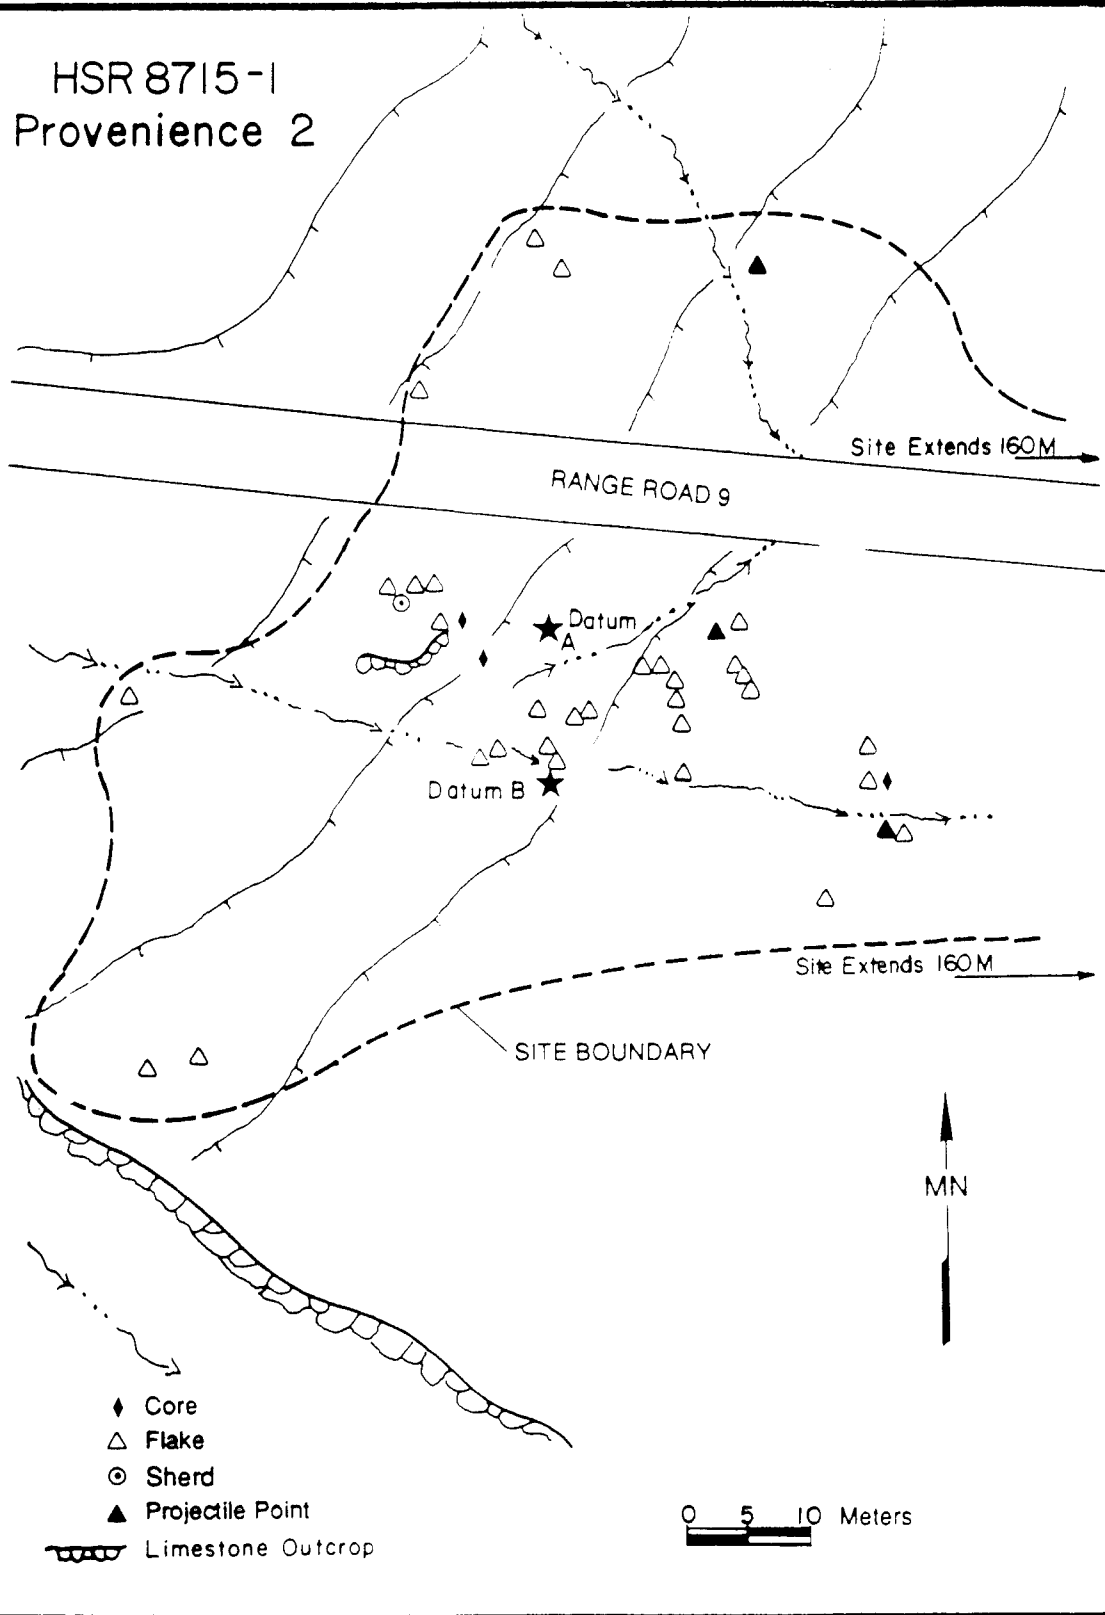 HSR 8715-1
Provenience 2
Site Extends 160M
RANGE ROAD 9
Datum
A
Datum B
Site Extends 160M
SITE BOUNDARY
MN
Core
Flake
Sherd
Projectile Point
Limestone Outcrop
0 5 10 Meters